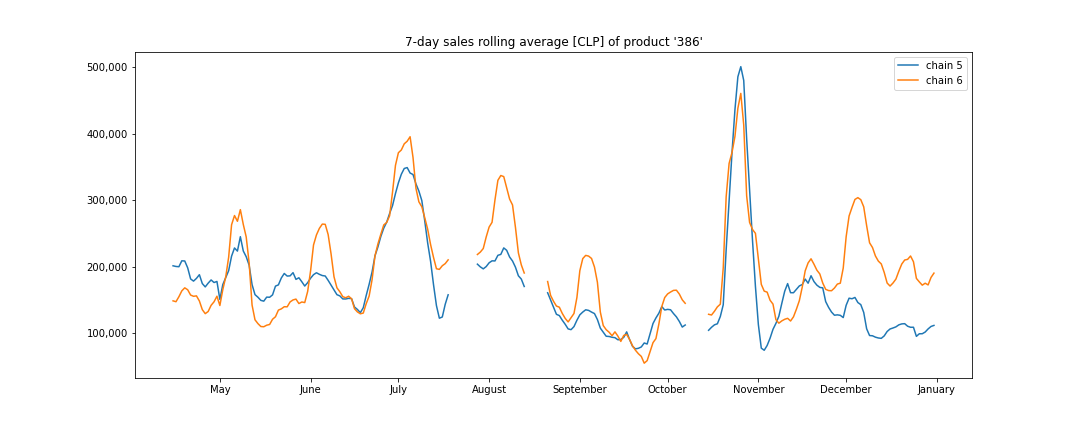 7-day sales rolling average [CLP] of product '386'
500,000
400,000
300,000
200,000
100,000
chain 5
chain 6
May June July August September October November December January